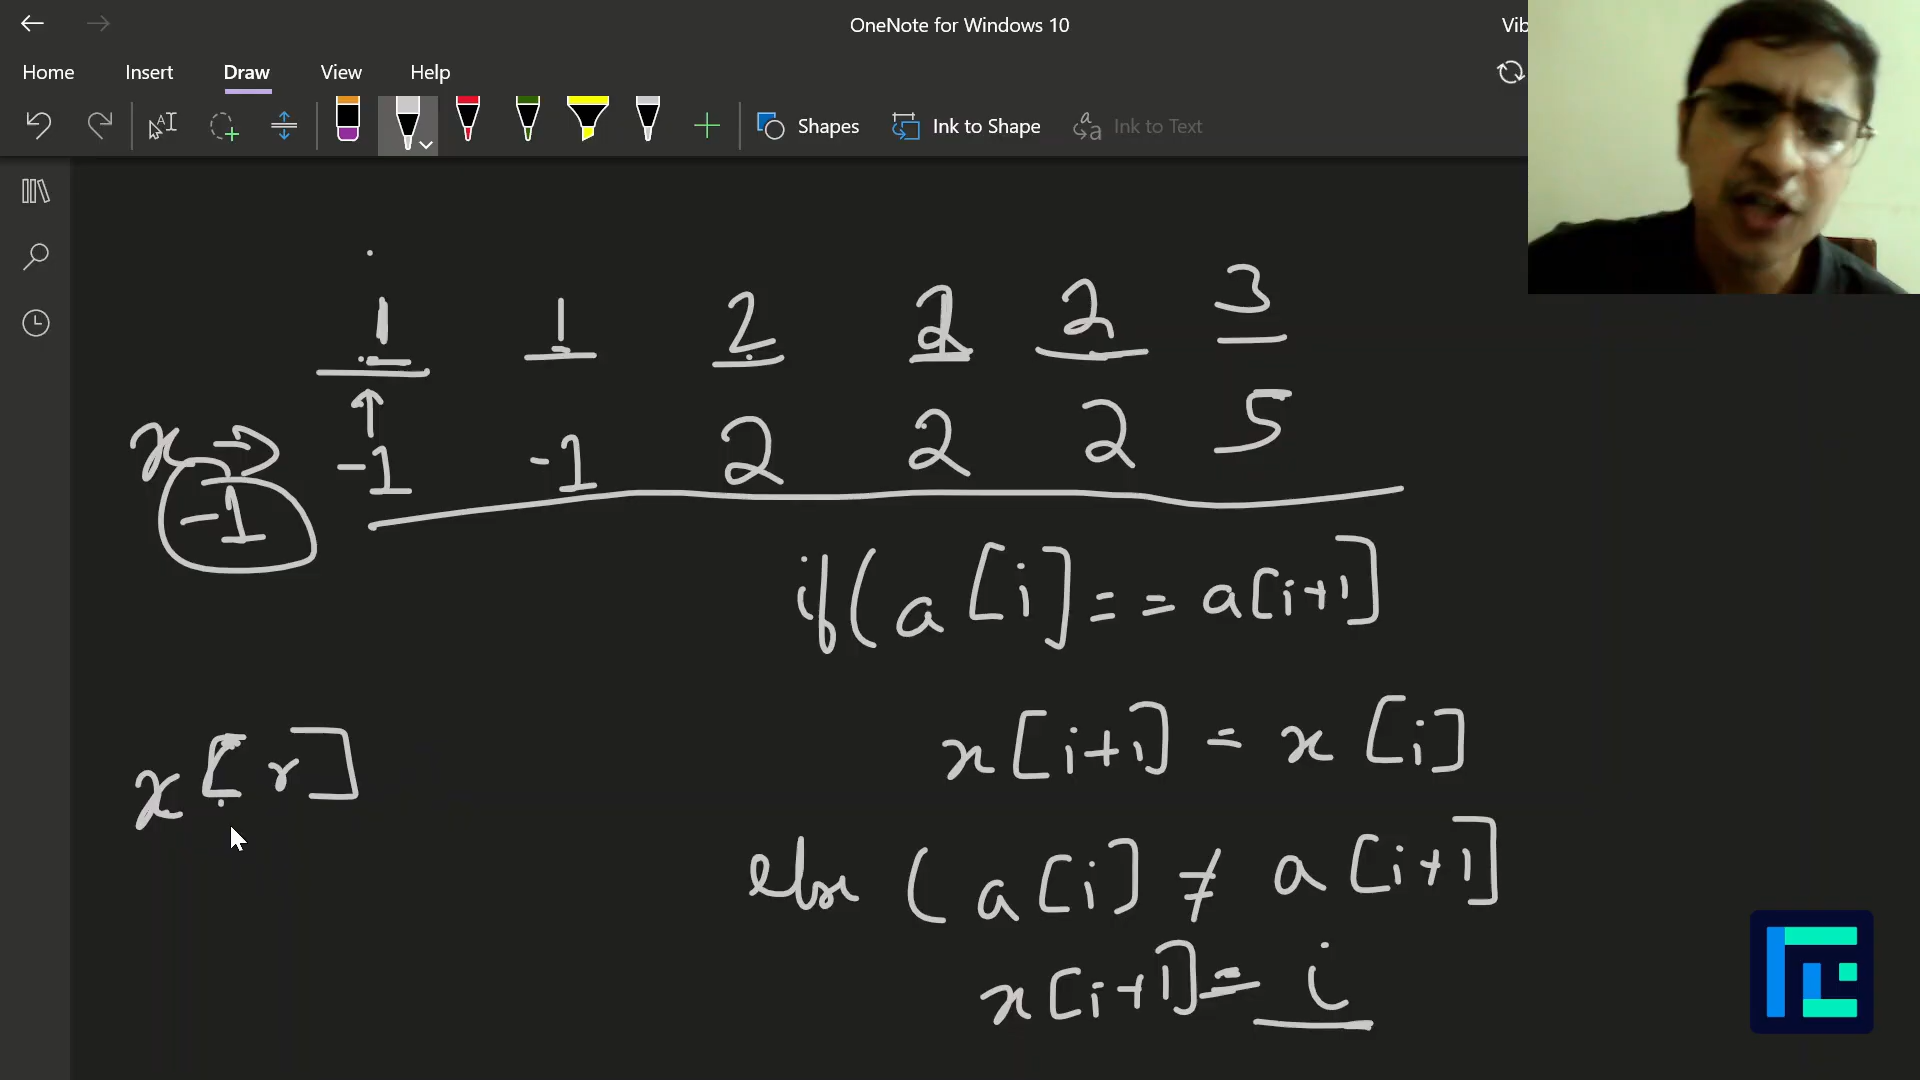 OneNote for Windows 10
Vib
Home Insert Draw View Help
Shapes Ink to Shape Ink to Text
1 1 2 2 2 3
x → -1 -1 2 2 2 5
-1
if( a[i] == a[i+1]
x[i+1] = x[i]
x[r]
else ( a[i] ≠ a[i+1]
x[i+1] = i